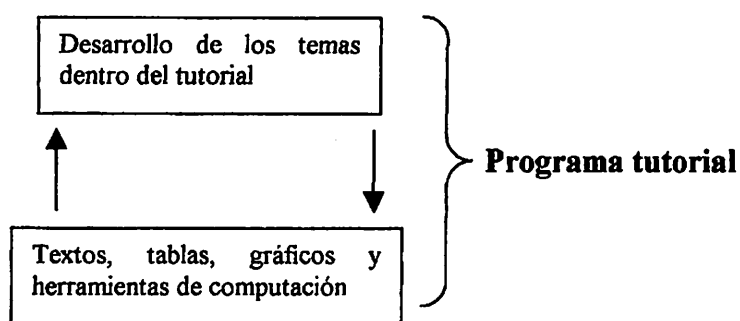 Desarrollo de los temas
dentro del tutorial
Programa tutorial
Textos, tablas, gráficos y
herramientas de computación